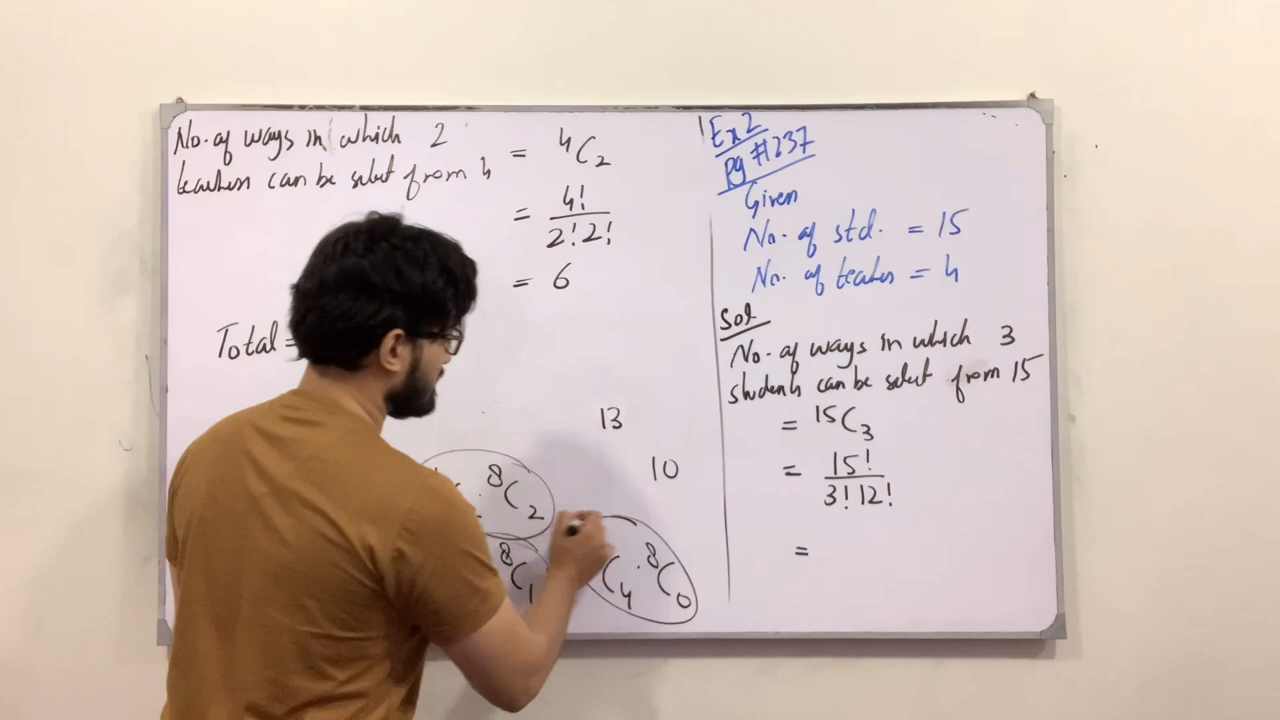 No. of ways in which 2
teachers can be select from 4
= 4C2
= 4! / 2! 2!
= 6
Total =
13
10
8C2
8C1
C4 . 8C0
Ex 2
Pg #237
Given
No. of std. = 15
No. of teaches = 4
Sol
No. of ways in which 3
students can be select from 15
= 15C3
= 15! / 3! 12!
=